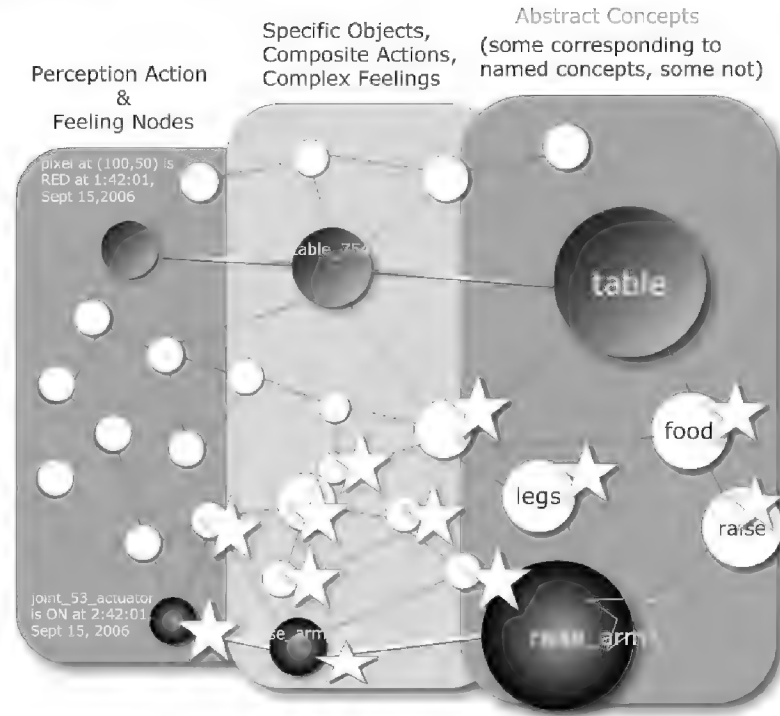 Abstract Concepts
(some corresponding to
named concepts, some not)
Specific Objects,
Composite Actions,
Complex Feelings
Perception Action
&
Feeling Nodes
pixel at (100,50) is
RED at 1:42:01,
Sept 15,2006
table
food
legs
raise
joint_53_actuator
is ON at 2:42:01,
Sept 15, 2006